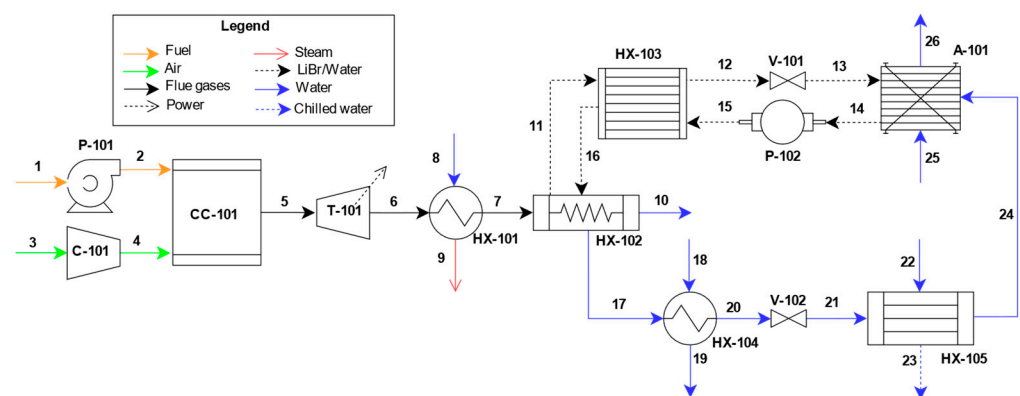 Legend
Fuel
Air
Flue gases
Power
Steam
LiBr/Water
Water
Chilled water
P-101
1
2
3
4
C-101
CC-101
5
T-101
6
8
HX-101
9
7
HX-102
10
11
16
HX-103
12
V-101
13
15
P-102
14
A-101
26
25
24
17
18
HX-104
19
20
V-102
21
22
23
HX-105